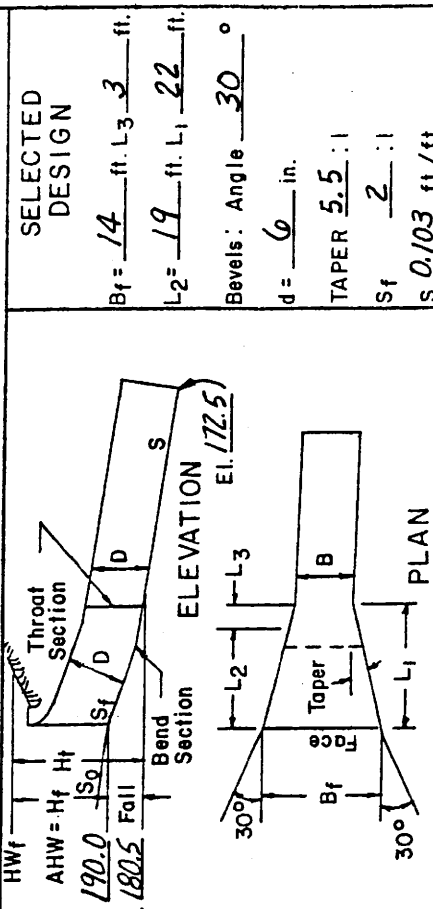 SELECTED
DESIGN
Bf = 14 ft. L3 3 ft.
L2 = 19 ft. L1 22 ft.
Bevels: Angle 30 °
d = 6 in.
TAPER 5.5 :1
Sf 2 :1
S 0.103 ft/ft
HWf
AHW = Hf
Ht
190.0
180.5
Fall
S0
Sf
Throat
Section
D
D
S
Bend
Section
ELEVATION
El. 172.5
L2
L3
Taper
B
Face
Bf
L1
30°
30°
PLAN